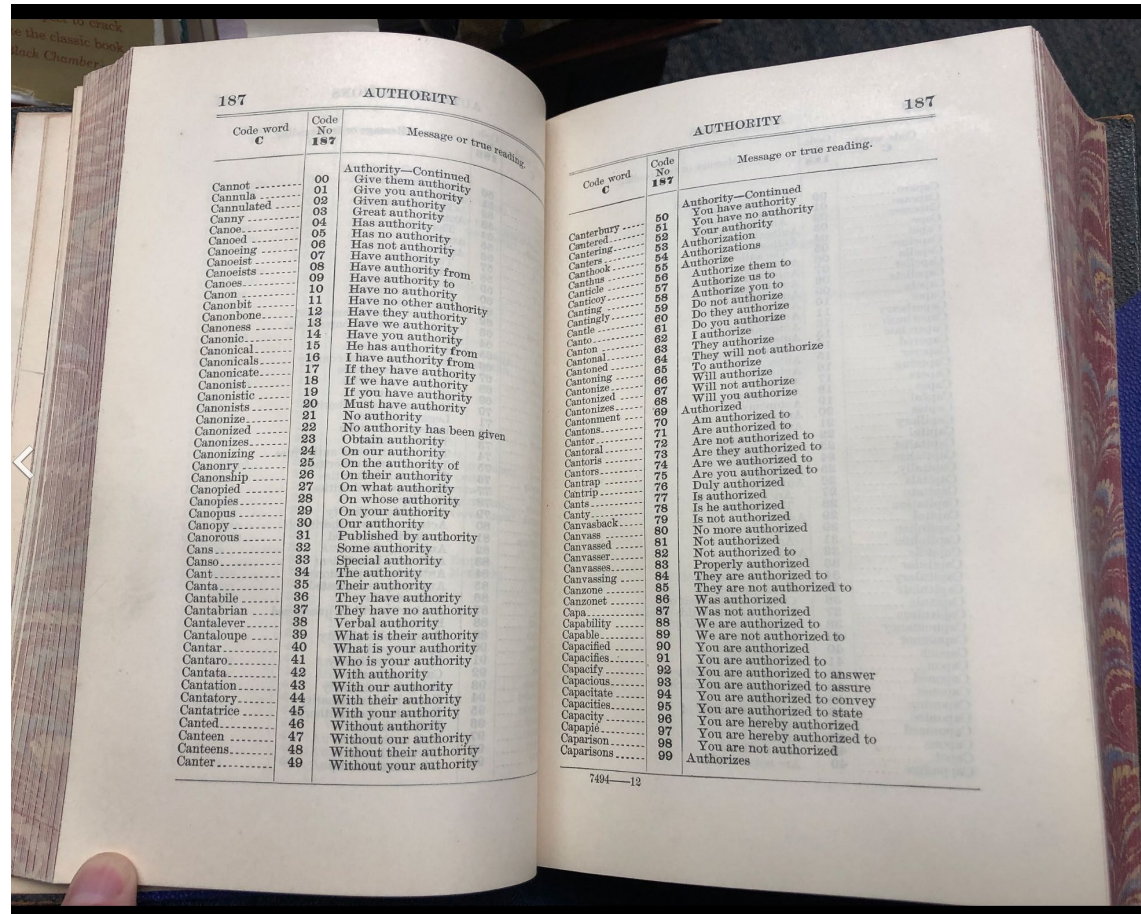 to crack
e the classic book
lack Chamber
187 AUTHORITY
Code word C Code No 187 Message or true reading.
Authority—Continued
Cannot 00 Give them authority
Cannula 01 Give you authority
Cannulated 02 Given authority
Canny 03 Great authority
Canoe 04 Has authority
Canoed 05 Has no authority
Canoeing 06 Has not authority
Canoeist 07 Have authority
Canoeists 08 Have authority from
Canoes 09 Have authority to
Canon 10 Have no authority
Canonbit 11 Have no other authority
Canonbone 12 Have they authority
Canoness 13 Have we authority
Canonic 14 Have you authority
Canonical 15 He has authority from
Canonicals 16 I have authority from
Canonicate 17 If they have authority
Canonist 18 If we have authority
Canonistic 19 If you have authority
Canonists 20 Must have authority
Canonize 21 No authority
Canonized 22 No authority has been given
Canonizes 23 Obtain authority
Canonizing 24 On our authority
Canonry 25 On the authority of
Canonship 26 On their authority
Canopied 27 On what authority
Canopies 28 On whose authority
Canopus 29 On your authority
Canopy 30 Our authority
Canorous 31 Published by authority
Cans 32 Some authority
Canso 33 Special authority
Cant 34 The authority
Canta 35 Their authority
Cantabile 36 They have authority
Cantabrian 37 They have no authority
Cantalever 38 Verbal authority
Cantaloupe 39 What is their authority
Cantar 40 What is your authority
Cantaro 41 Who is your authority
Cantata 42 With authority
Cantation 43 With our authority
Cantatory 44 With their authority
Cantatrice 45 With your authority
Canted 46 Without authority
Canteen 47 Without our authority
Canteens 48 Without their authority
Canter 49 Without your authority
AUTHORITY 187
Code word C Code No 187 Message or true reading.
Authority—Continued
Canterbury 50 You have authority
Cantered 51 You have no authority
Cantering 52 Your authority
Canters 53 Authorization
Canthook 54 Authorizations
Canthus 55 Authorize
Canticle 56 Authorize them to
Canticoy 57 Authorize us to
Canting 58 Authorize you to
Cantingly 59 Do not authorize
Cantle 60 Do they authorize
Canto 61 Do you authorize
Canton 62 I authorize
Cantonal 63 They authorize
Cantoned 64 They will not authorize
Cantoning 65 To authorize
Cantonize 66 Will authorize
Cantonized 67 Will not authorize
Cantonizes 68 Will you authorize
Cantonment 69 Authorized
Cantons 70 Am authorized to
Cantor 71 Are authorized to
Cantoral 72 Are not authorized to
Cantoris 73 Are they authorized to
Cantors 74 Are we authorized to
Cantrap 75 Are you authorized to
Cantrip 76 Duly authorized
Cants 77 Is authorized
Canty 78 Is he authorized
Canvasback 79 Is not authorized
Canvass 80 No more authorized
Canvassed 81 Not authorized
Canvasser 82 Not authorized to
Canvasses 83 Properly authorized
Canvassing 84 They are authorized to
Canzone 85 They are not authorized to
Canzonet 86 Was authorized
Capa 87 Was not authorized
Capability 88 We are authorized to
Capable 89 We are not authorized to
Capacified 90 You are authorized
Capacifies 91 You are authorized to
Capacify 92 You are authorized to answer
Capacious 93 You are authorized to assure
Capacitate 94 You are authorized to convey
Capacities 95 You are authorized to state
Capacity 96 You are hereby authorized
Capapie 97 You are hereby authorized to
Caparison 98 You are not authorized
Caparisons 99 Authorizes
7494—12